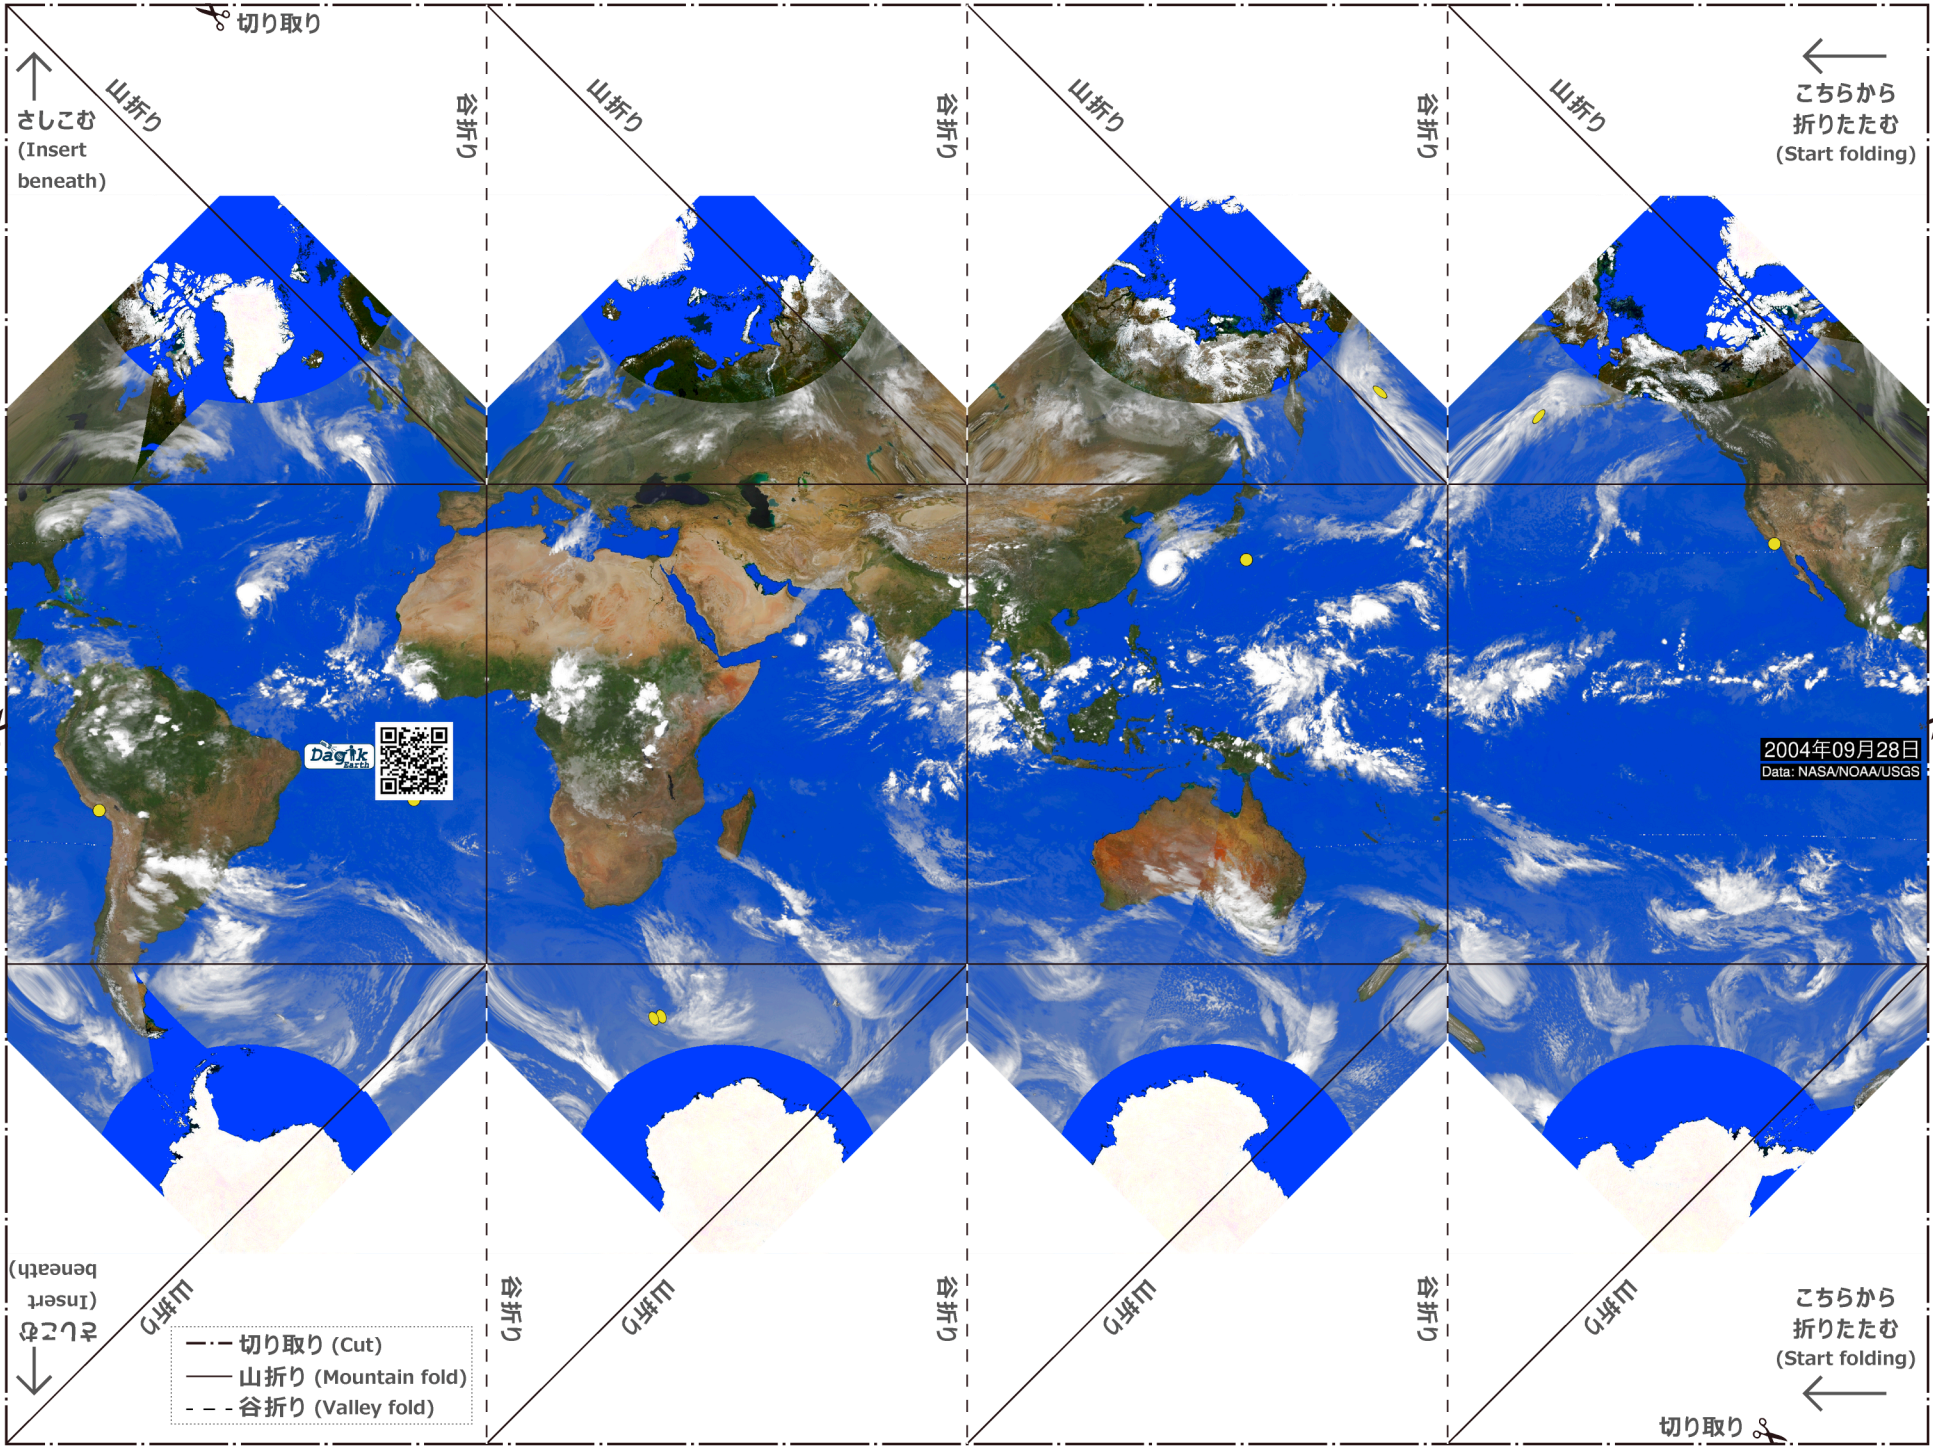 切り取り
山折り
谷折り
山折り
谷折り
山折り
谷折り
山折り
さしこむ
(Insert
beneath)
こちらから
折りたたむ
(Start folding)
Dagik
Earth
2004年09月28日
Data: NASA/NOAA/USGS
さしこむ
(Insert
beneath)
山折り
谷折り
山折り
谷折り
山折り
谷折り
山折り
切り取り (Cut)
山折り (Mountain fold)
谷折り (Valley fold)
こちらから
折りたたむ
(Start folding)
切り取り